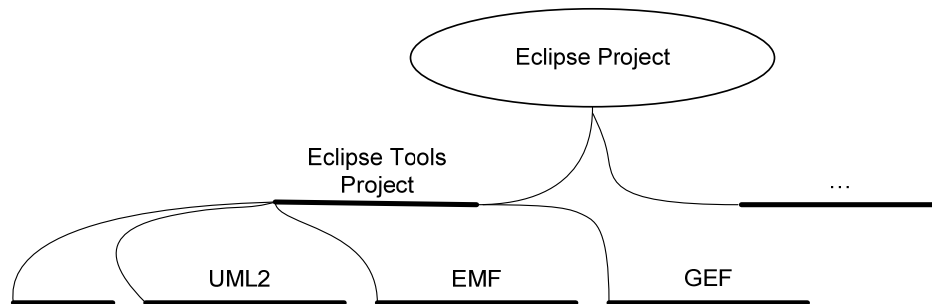 Eclipse Project
Eclipse Tools
Project
...
UML2
EMF
GEF